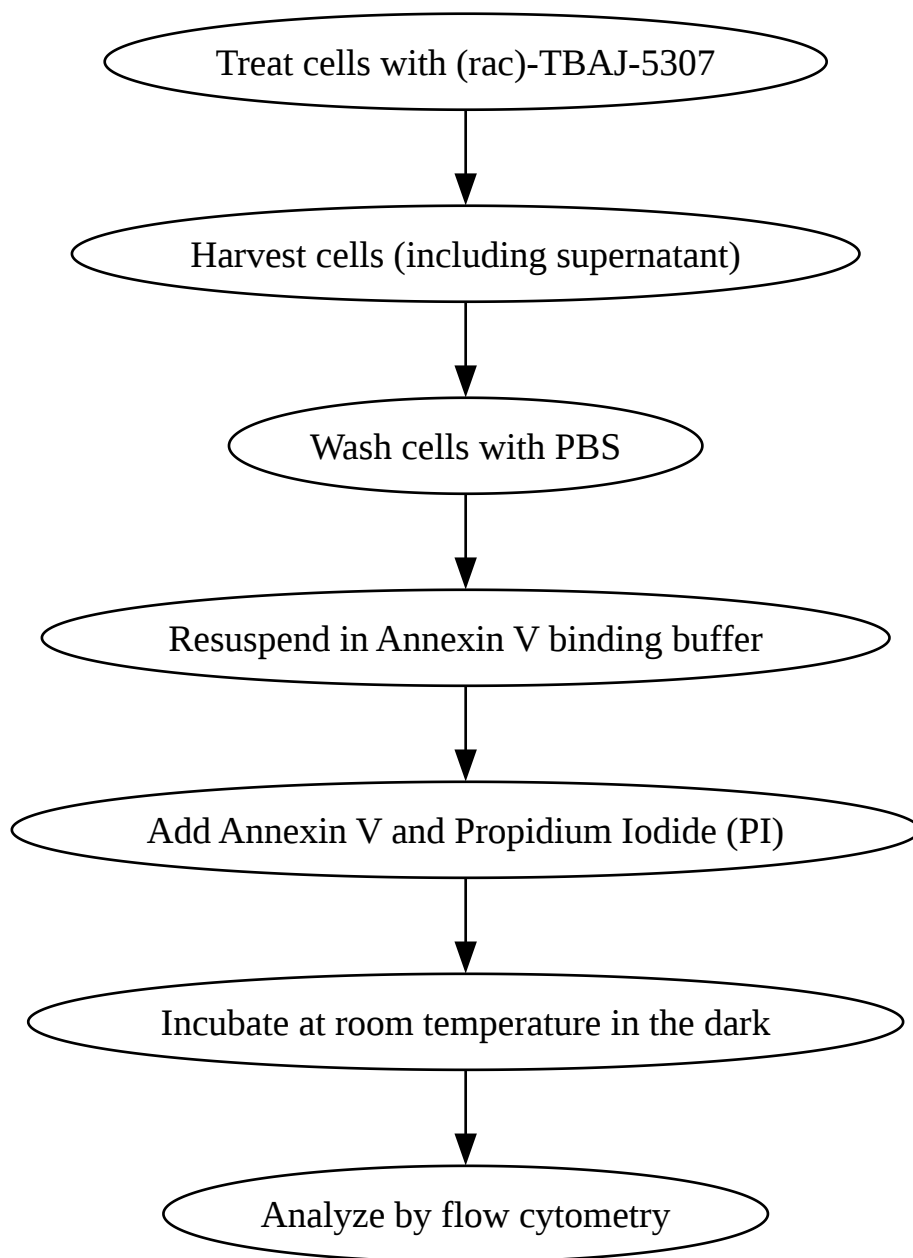 Treat cells with (rac)-TBAJ-5307
Harvest cells (including supernatant)
Wash cells with PBS
Resuspend in Annexin V binding buffer
Add Annexin V and Propidium Iodide (PI)
Incubate at room temperature in the dark
Analyze by flow cytometry